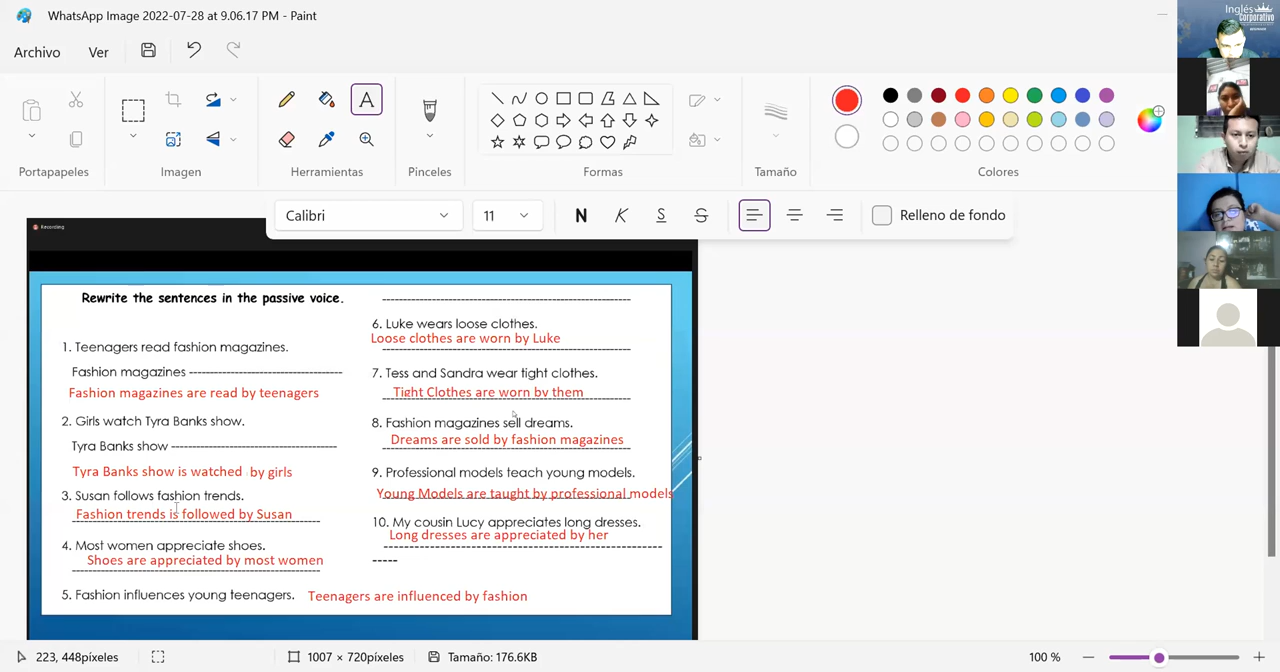 WhatsApp Image 2022-07-28 at 9.06.17 PM - Paint
Inglés
Corporativo
Archivo Ver
Portapapeles Imagen Herramientas Pinceles Formas Tamaño Colores
Calibri 11 N K S S Relleno de fondo
Recording
Rewrite the sentences in the passive voice.
1. Teenagers read fashion magazines.
Fashion magazines ------------------------------------
Fashion magazines are read by teenagers
2. Girls watch Tyra Banks show.
Tyra Banks show ---------------------------------------
Tyra Banks show is watched by girls
3. Susan follows fashion trends.
Fashion trends is followed by Susan
4. Most women appreciate shoes.
Shoes are appreciated by most women
5. Fashion influences young teenagers. Teenagers are influenced by fashion
6. Luke wears loose clothes.
Loose clothes are worn by Luke
7. Tess and Sandra wear tight clothes.
Tight Clothes are worn by them
8. Fashion magazines sell dreams.
Dreams are sold by fashion magazines
9. Professional models teach young models.
Young Models are taught by professional models
10. My cousin Lucy appreciates long dresses.
Long dresses are appreciated by her
223, 448píxeles 1007 × 720píxeles Tamaño: 176.6KB 100 %